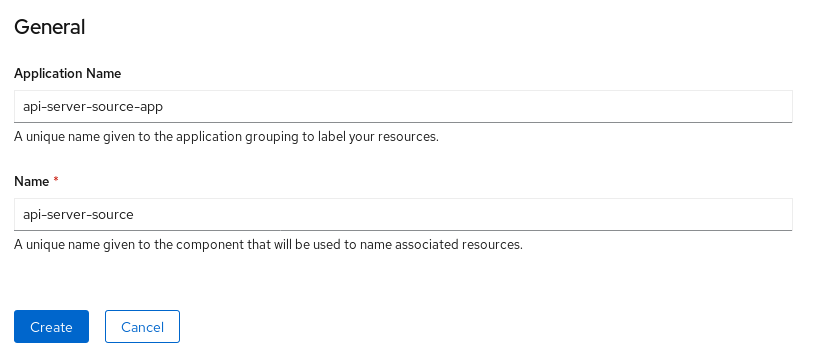 General
Application Name
api-server-source-app
A unique name given to the application grouping to label your resources.
Name *
api-server-source
A unique name given to the component that will be used to name associated resources.
Create Cancel